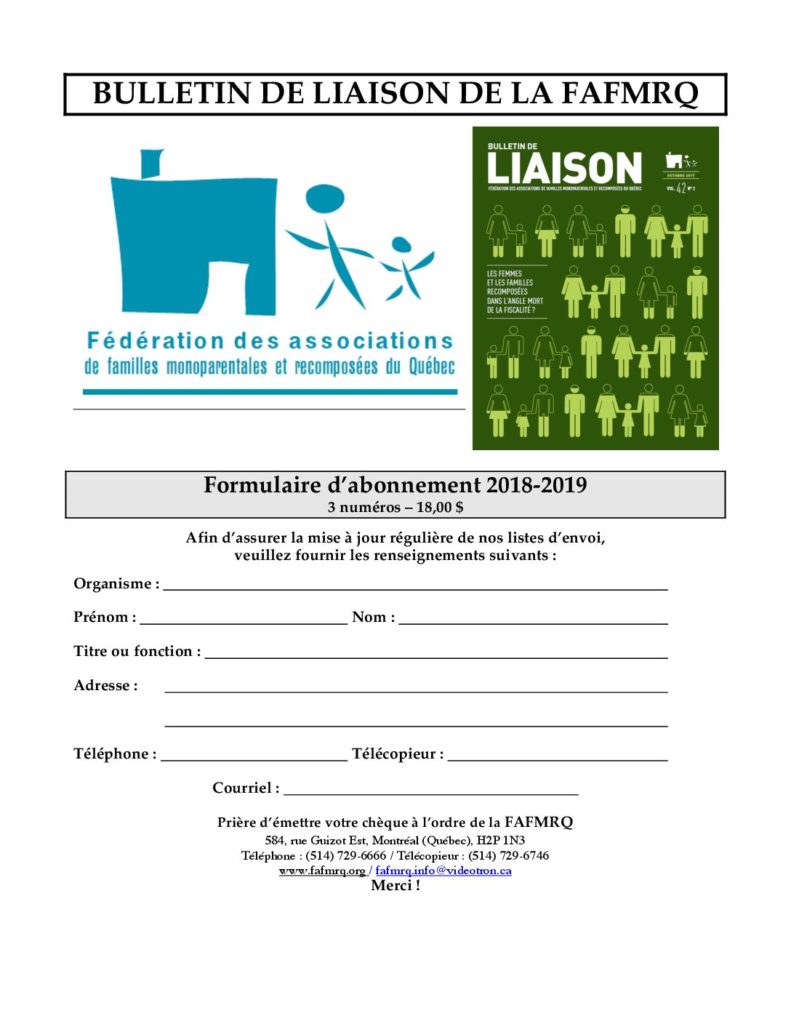 BULLETIN DE LIAISON DE LA FAFMRQ
Fédération des associations
de familles monoparentales et recomposées du Québec
BULLETIN DE
LIAISON
FÉDÉRATION DES ASSOCIATIONS DE FAMILLES MONOPARENTALES ET RECOMPOSÉES DU QUÉBEC
OCTOBRE 2017
VOL. 42 N° 2
LES FEMMES
ET LES FAMILLES
RECOMPOSÉES
DANS L'ANGLE MORT
DE LA FISCALITÉ ?
Formulaire d'abonnement 2018-2019
3 numéros – 18,00 $
Afin d'assurer la mise à jour régulière de nos listes d'envoi,
veuillez fournir les renseignements suivants :
Organisme :
Prénom : Nom :
Titre ou fonction :
Adresse :
Téléphone : Télécopieur :
Courriel :
Prière d'émettre votre chèque à l'ordre de la FAFMRQ
584, rue Guizot Est, Montréal (Québec), H2P 1N3
Téléphone : (514) 729-6666 / Télécopieur : (514) 729-6746
www.fafmrq.org / fafmrq.info@videotron.ca
Merci !